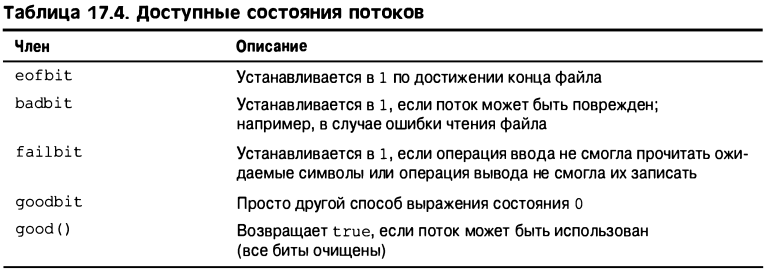 Таблица 17.4. Доступные состояния потоков
Член Описание
eofbit Устанавливается в 1 по достижении конца файла
badbit Устанавливается в 1, если поток может быть поврежден;
например, в случае ошибки чтения файла
failbit Устанавливается в 1, если операция ввода не смогла прочитать ожи-
даемые символы или операция вывода не смогла их записать
goodbit Просто другой способ выражения состояния 0
good() Возвращает true, если поток может быть использован
(все биты очищены)